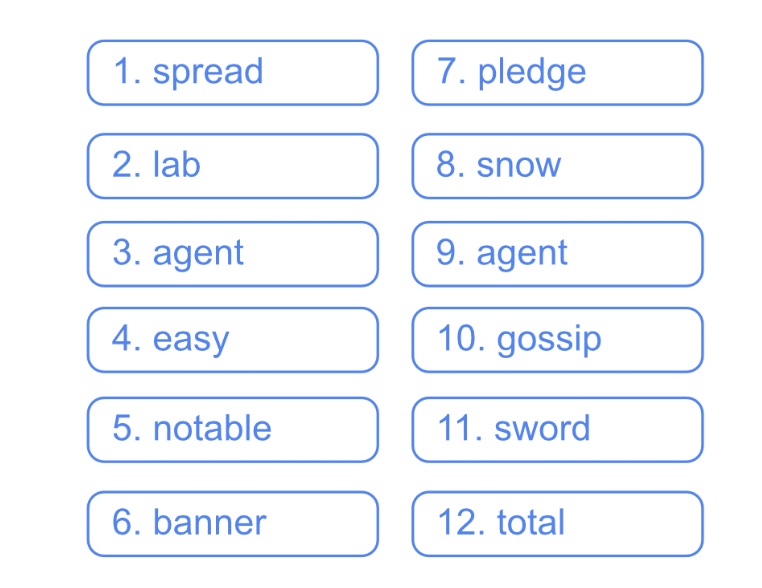 1. spread
2. lab
3. agent
4. easy
5. notable
6. banner
7. pledge
8. snow
9. agent
10. gossip
11. sword
12. total